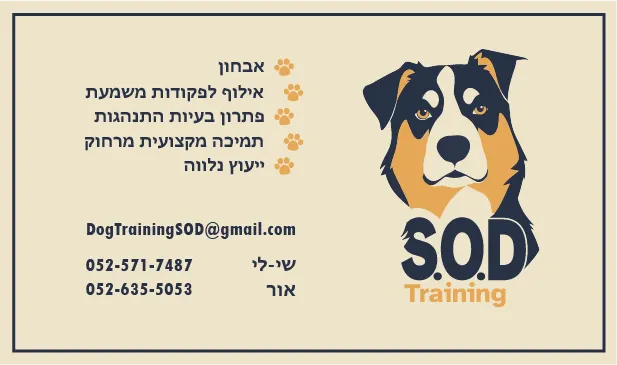 אבחון
אילוף לפקודות משמעת
פתרון בעיות התנהגות
תמיכה מקצועית מרחוק
ייעוץ נלווה
DogTrainingSOD@gmail.com
שי-לי 052-571-7487
אור 052-635-5053
S.O.D
Training